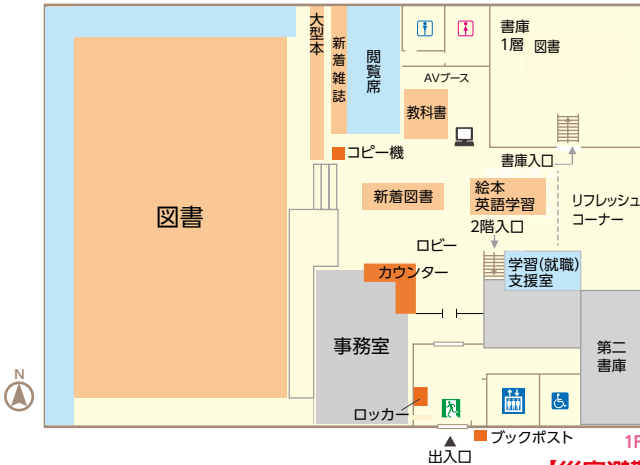 大型本
新着雑誌
閲覧席
書庫
1層 図書
AVブース
教科書
コピー機
書庫入口
図書
新着図書
絵本
英語学習
リフレッシュ
コーナー
2階入口
ロビー
カウンター
学習(就職)
支援室
事務室
第二
書庫
N
ロッカー
ブックポスト
出入口
1F